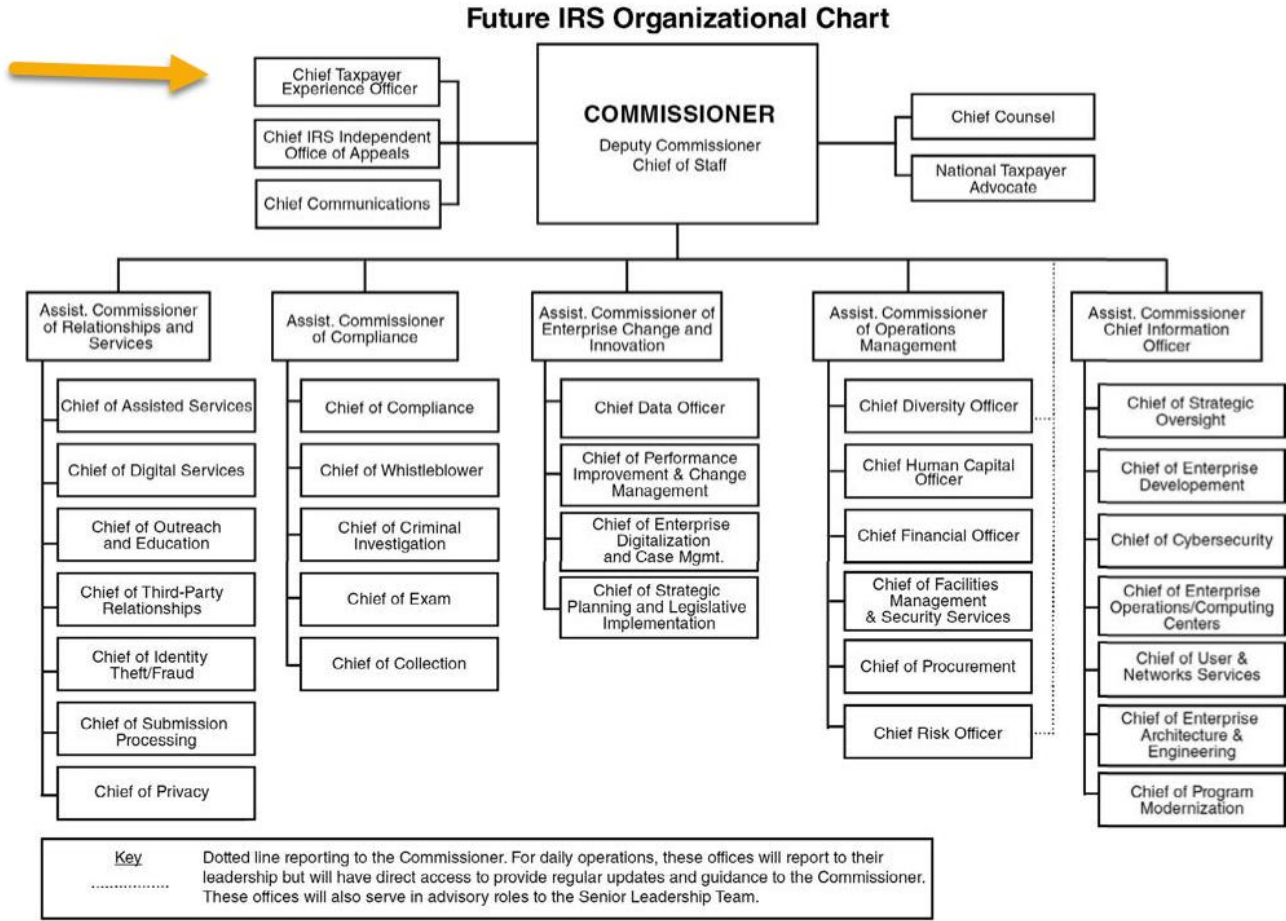 Future IRS Organizational Chart
Chief Taxpayer
Experience Officer
Chief IRS Independent
Office of Appeals
Chief Communications
COMMISSIONER
Deputy Commissioner
Chief of Staff
Chief Counsel
National Taxpayer
Advocate
Assist. Commissioner
of Relationships and
Services
Chief of Assisted Services
Chief of Digital Services
Chief of Outreach
and Education
Chief of Third-Party
Relationships
Chief of Identity
Theft/Fraud
Chief of Submission
Processing
Chief of Privacy
Assist. Commissioner
of Compliance
Chief of Compliance
Chief of Whistleblower
Chief of Criminal
Investigation
Chief of Exam
Chief of Collection
Assist. Commissioner of
Enterprise Change and
Innovation
Chief Data Officer
Chief of Performance
Improvement & Change
Management
Chief of Enterprise
Digitalization
and Case Mgmt.
Chief of Strategic
Planning and Legislative
Implementation
Assist. Commissioner
of Operations
Management
Chief Diversity Officer
Chief Human Capital
Officer
Chief Financial Officer
Chief of Facilities
Management
& Security Services
Chief of Procurement
Chief Risk Officer
Assist. Commissioner
Chief Information
Officer
Chief of Strategic
Oversight
Chief of Enterprise
Developement
Chief of Cybersecurity
Chief of Enterprise
Operations/Computing
Centers
Chief of User &
Networks Services
Chief of Enterprise
Architecture &
Engineering
Chief of Program
Modernization
Key
Dotted line reporting to the Commissioner. For daily operations, these offices will report to their
leadership but will have direct access to provide regular updates and guidance to the Commissioner.
These offices will also serve in advisory roles to the Senior Leadership Team.